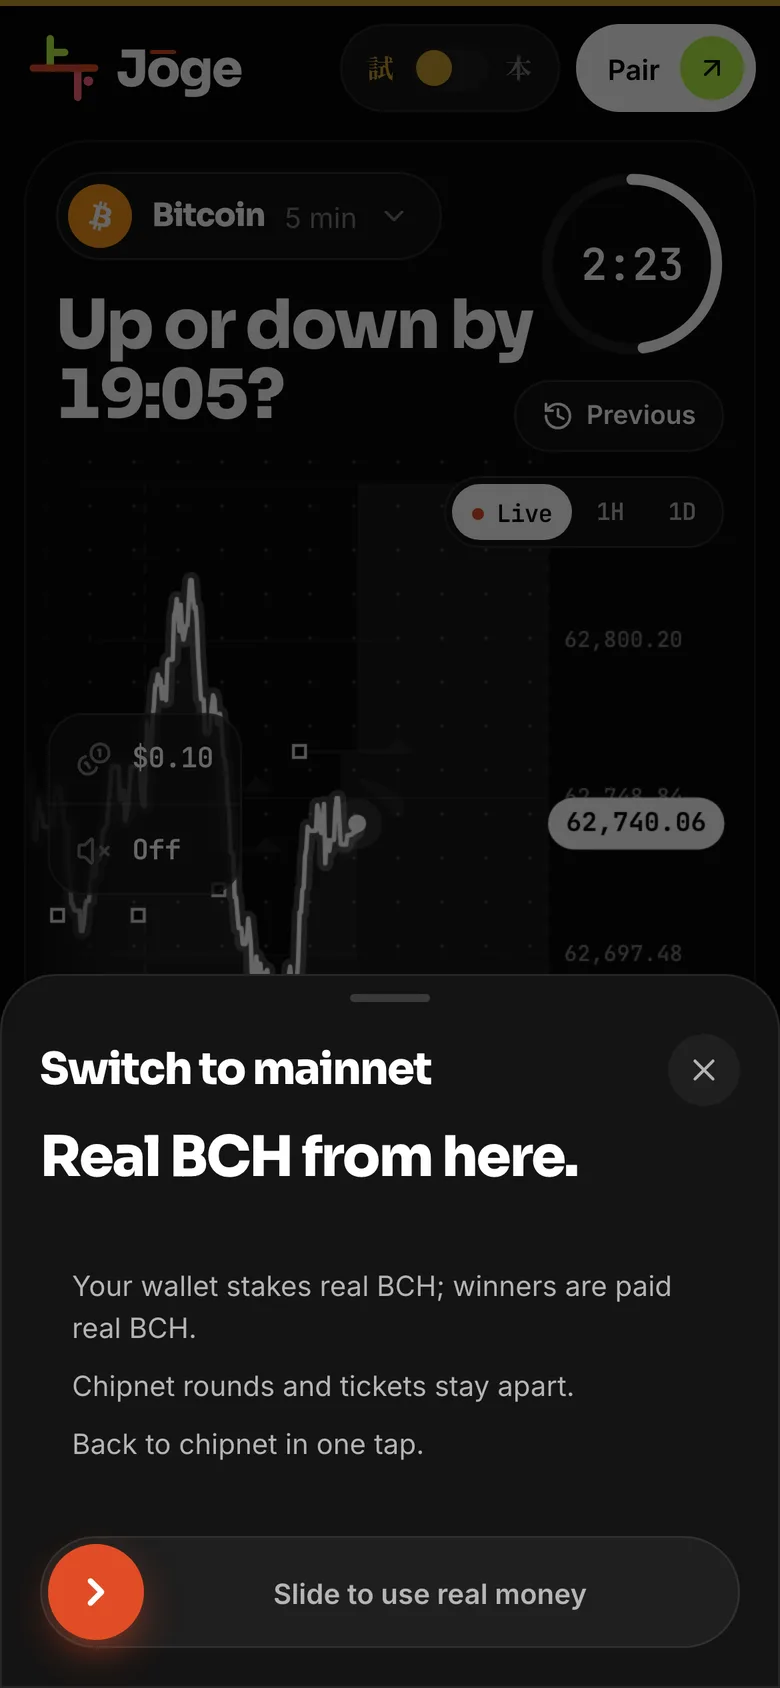 Jōge
試 本
Pair
Bitcoin 5 min
2:23
Up or down by
19:05?
Previous
Live 1H 1D
62,800.20
$0.10
62,748.84
62,740.06
Off
62,697.48
Switch to mainnet
Real BCH from here.
Your wallet stakes real BCH; winners are paid
real BCH.
Chipnet rounds and tickets stay apart.
Back to chipnet in one tap.
Slide to use real money